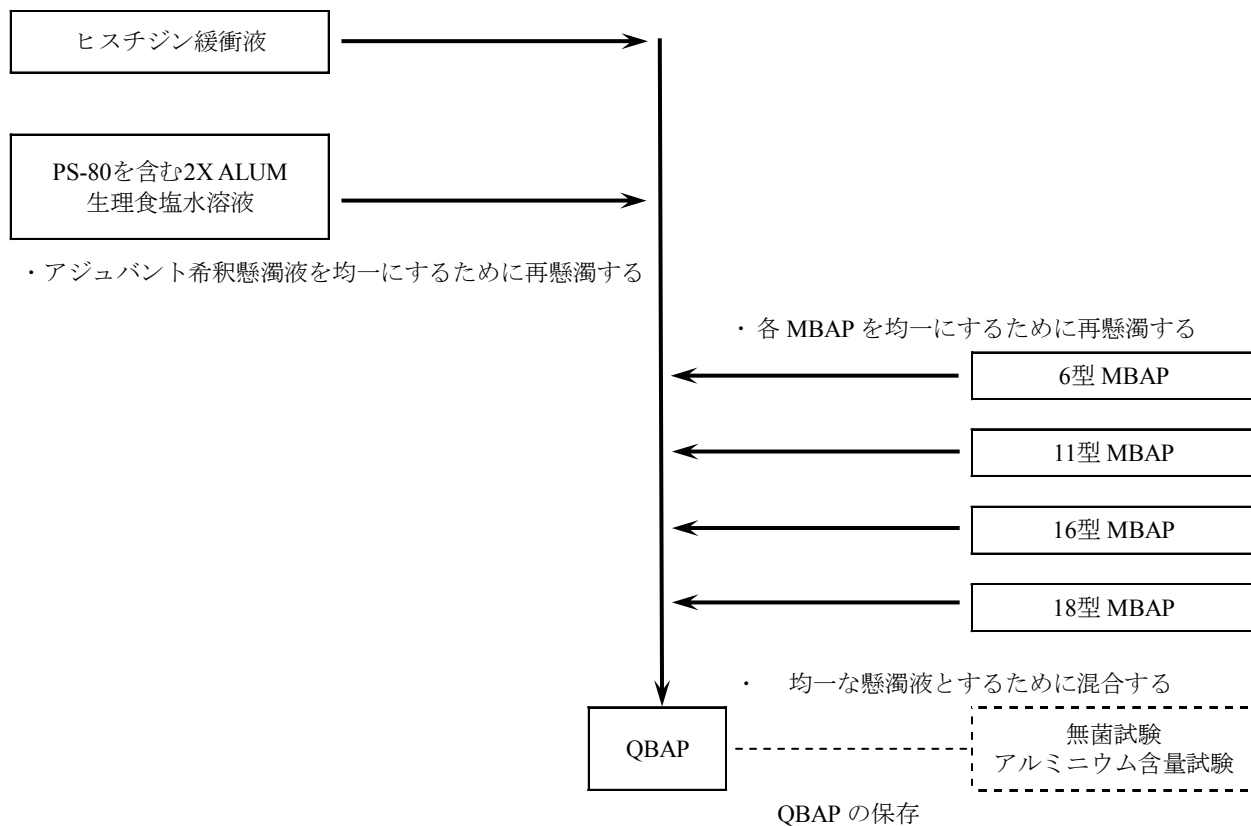 ヒスチジン緩衝液
PS-80を含む2X ALUM
生理食塩水溶液
・アジュバント希釈懸濁液を均一にするために再懸濁する
・各 MBAP を均一にするために再懸濁する
6型 MBAP
11型 MBAP
16型 MBAP
18型 MBAP
・ 均一な懸濁液とするために混合する
QBAP
無菌試験
アルミニウム含量試験
QBAP の保存